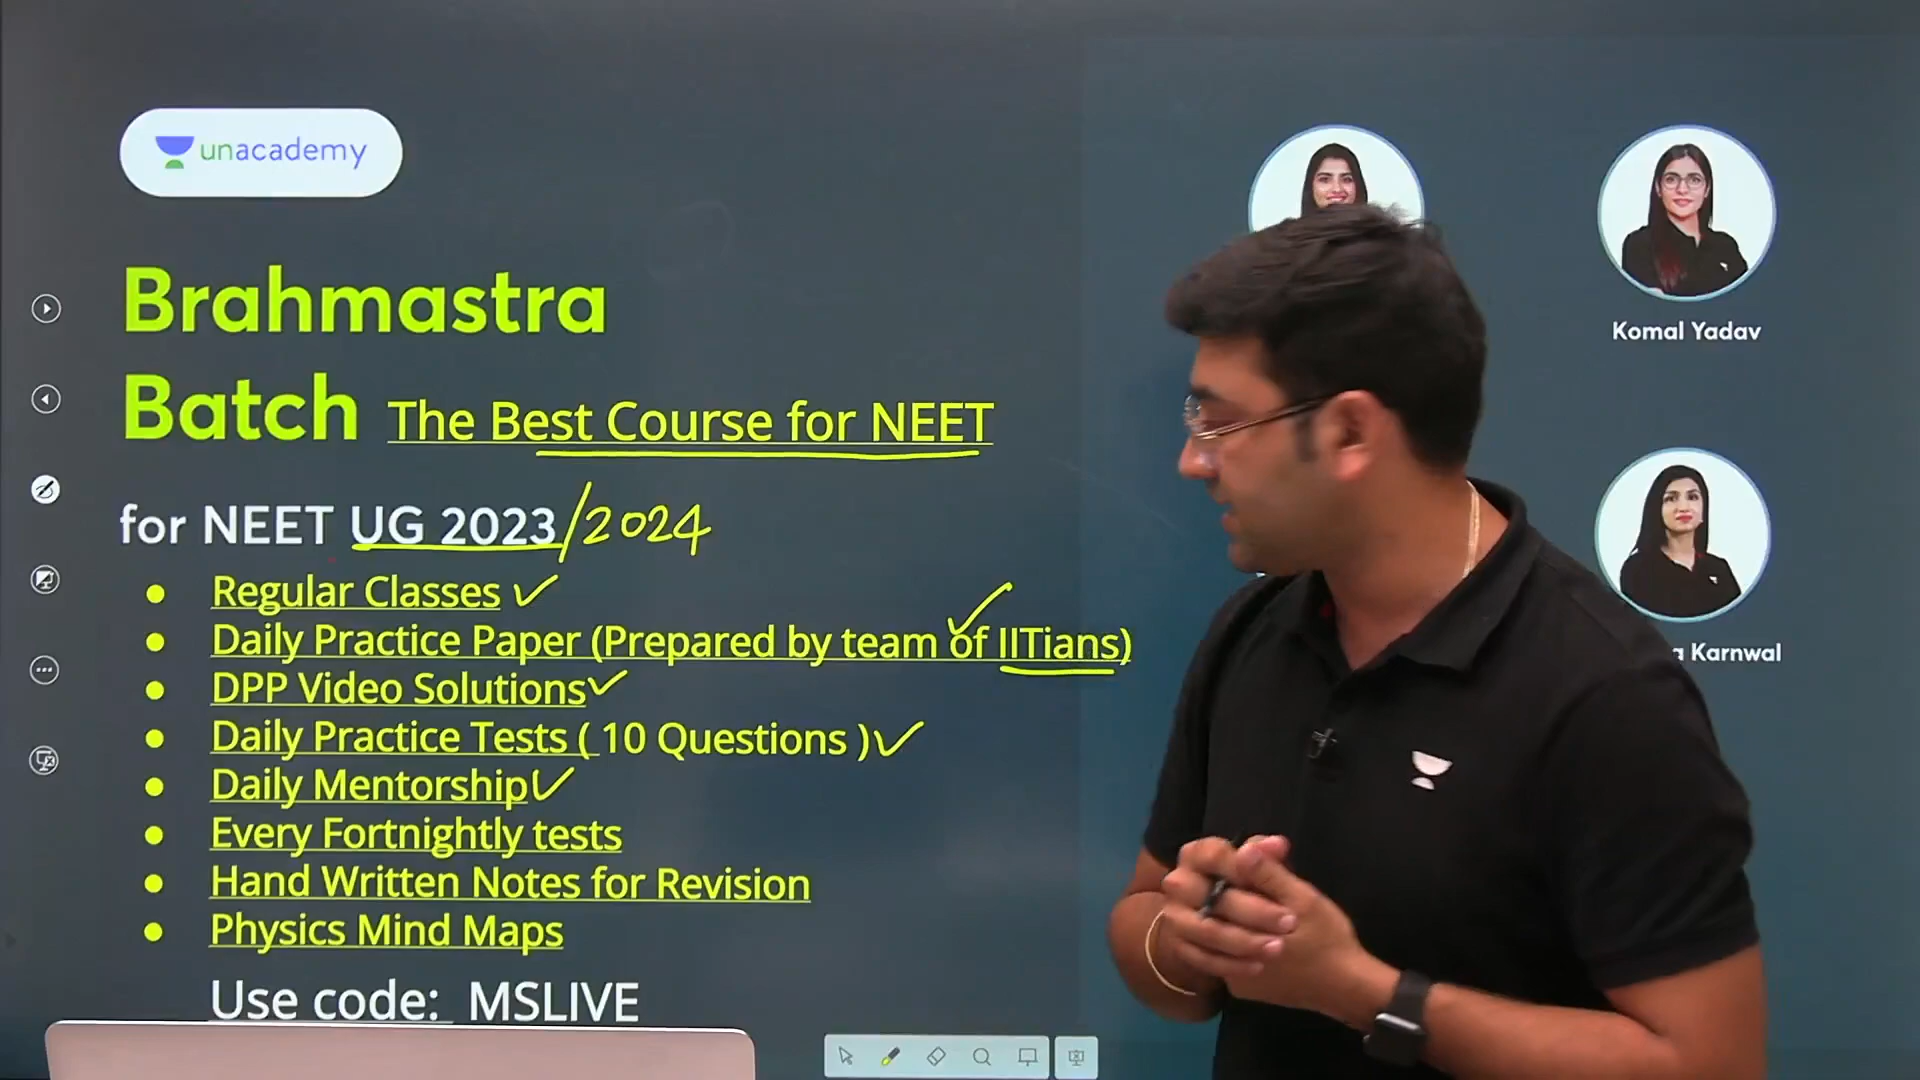 unacademy
Brahmastra
Batch The Best Course for NEET
for NEET UG 2023/2024
• Regular Classes ✓
• Daily Practice Paper (Prepared by team of IITians) ✓
• DPP Video Solutions ✓
• Daily Practice Tests ( 10 Questions ) ✓
• Daily Mentorship ✓
• Every Fortnightly tests
• Hand Written Notes for Revision
• Physics Mind Maps
Use code: MSLIVE
Komal Yadav
Karnwal